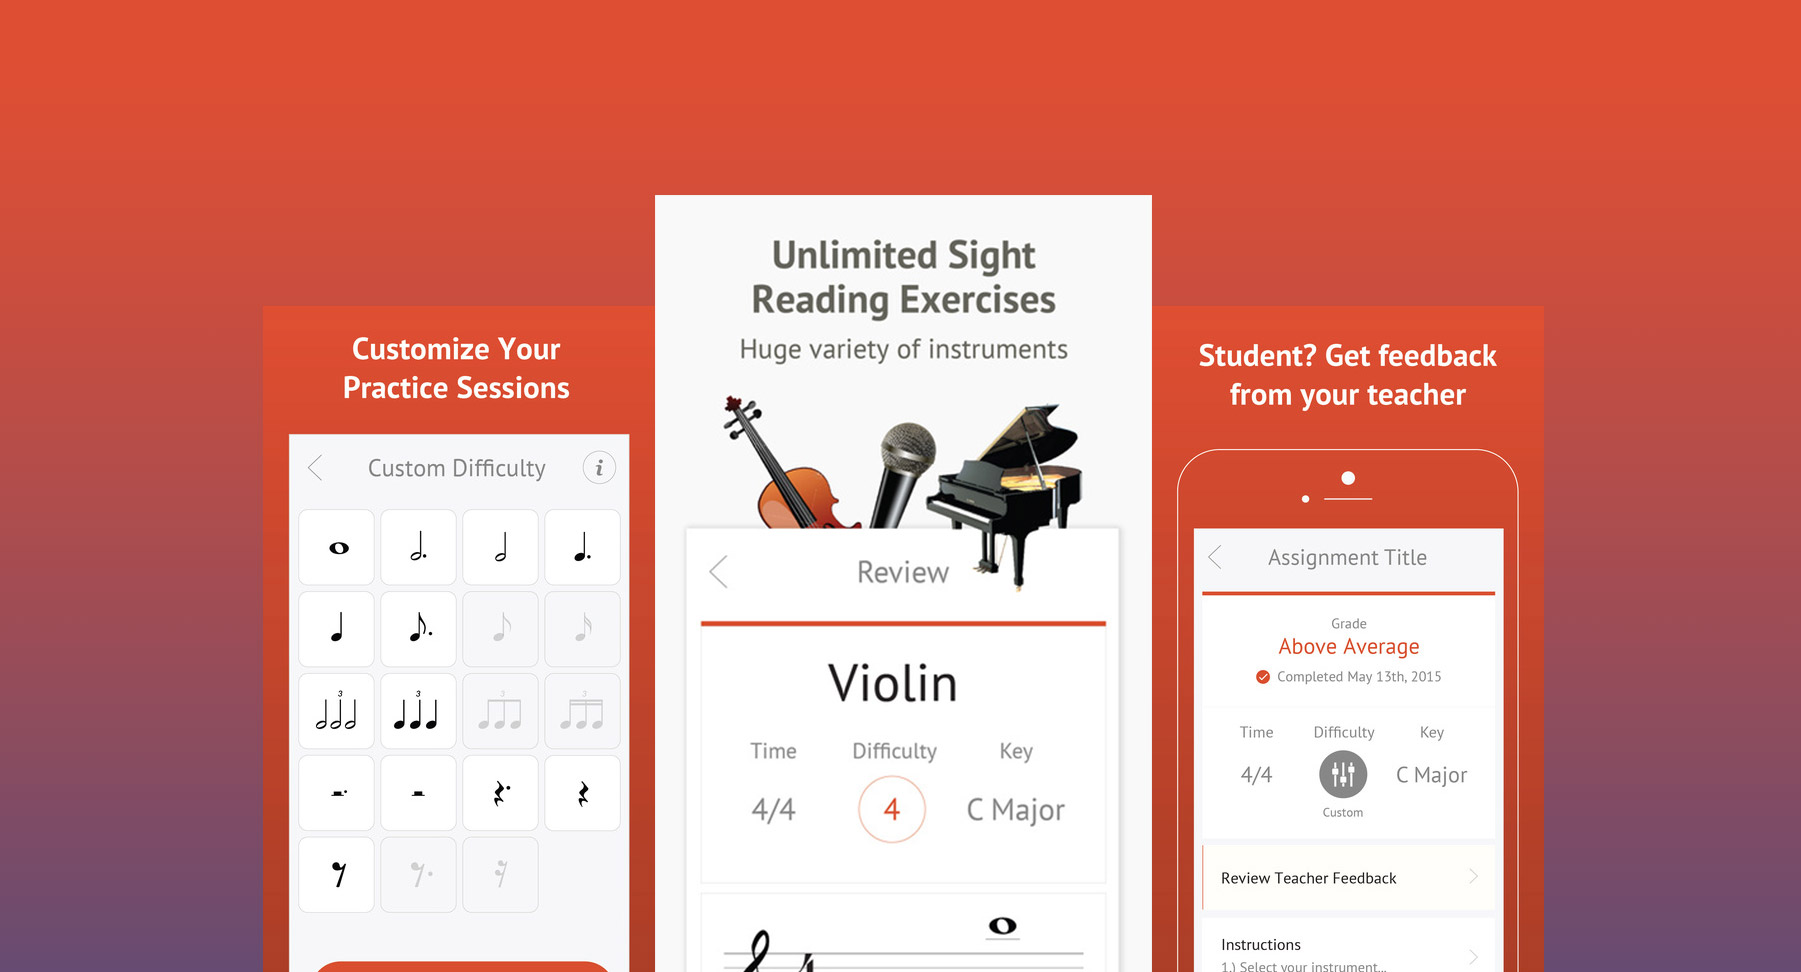 Customize Your
Practice Sessions
Custom Difficulty
i
3
3
3
3
Unlimited Sight
Reading Exercises
Huge variety of instruments
Review
Violin
Time Difficulty Key
4/4 4 C Major
Student? Get feedback
from your teacher
Assignment Title
Grade
Above Average
Completed May 13th, 2015
Time Difficulty Key
4/4 C Major
Custom
Review Teacher Feedback
Instructions
1.) Select your instrument...